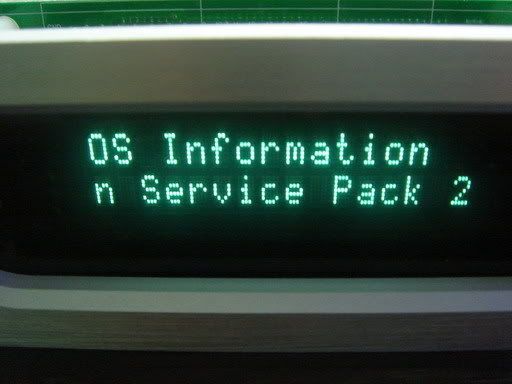 OS Information
n Service Pack 2